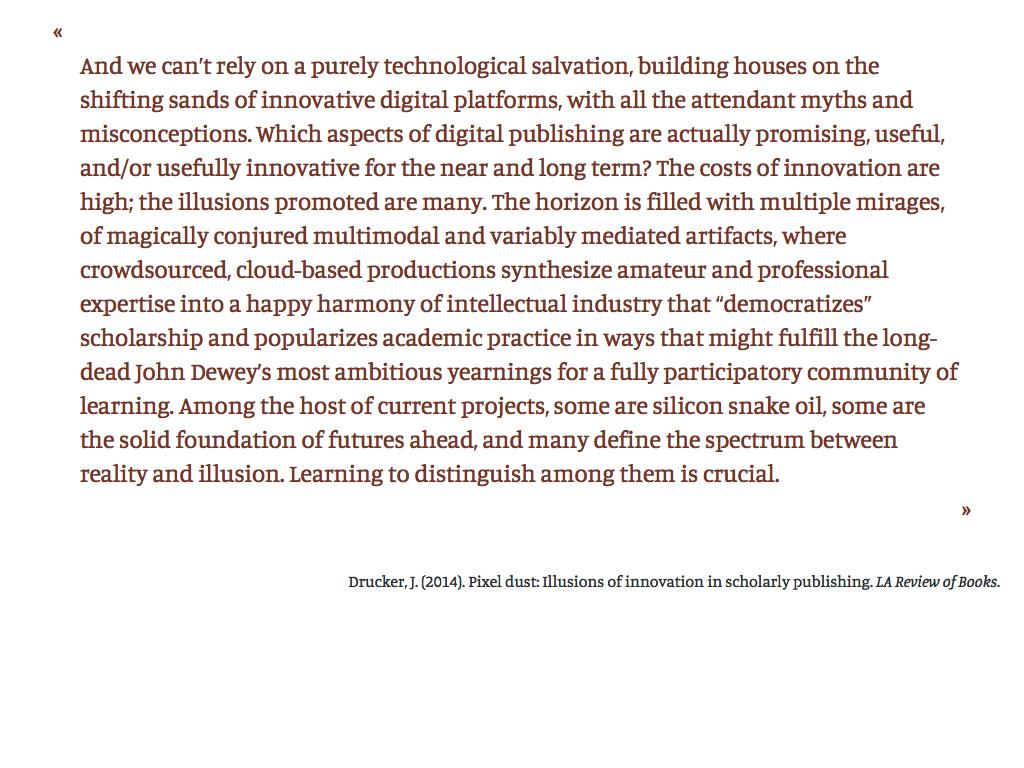 «
And we can’t rely on a purely technological salvation, building houses on the
shifting sands of innovative digital platforms, with all the attendant myths and
misconceptions. Which aspects of digital publishing are actually promising, useful,
and/or usefully innovative for the near and long term? The costs of innovation are
high; the illusions promoted are many. The horizon is filled with multiple mirages,
of magically conjured multimodal and variably mediated artifacts, where
crowdsourced, cloud-based productions synthesize amateur and professional
expertise into a happy harmony of intellectual industry that “democratizes”
scholarship and popularizes academic practice in ways that might fulfill the long-
dead John Dewey’s most ambitious yearnings for a fully participatory community of
learning. Among the host of current projects, some are silicon snake oil, some are
the solid foundation of futures ahead, and many define the spectrum between
reality and illusion. Learning to distinguish among them is crucial.
»
Drucker, J. (2014). Pixel dust: Illusions of innovation in scholarly publishing. LA Review of Books.